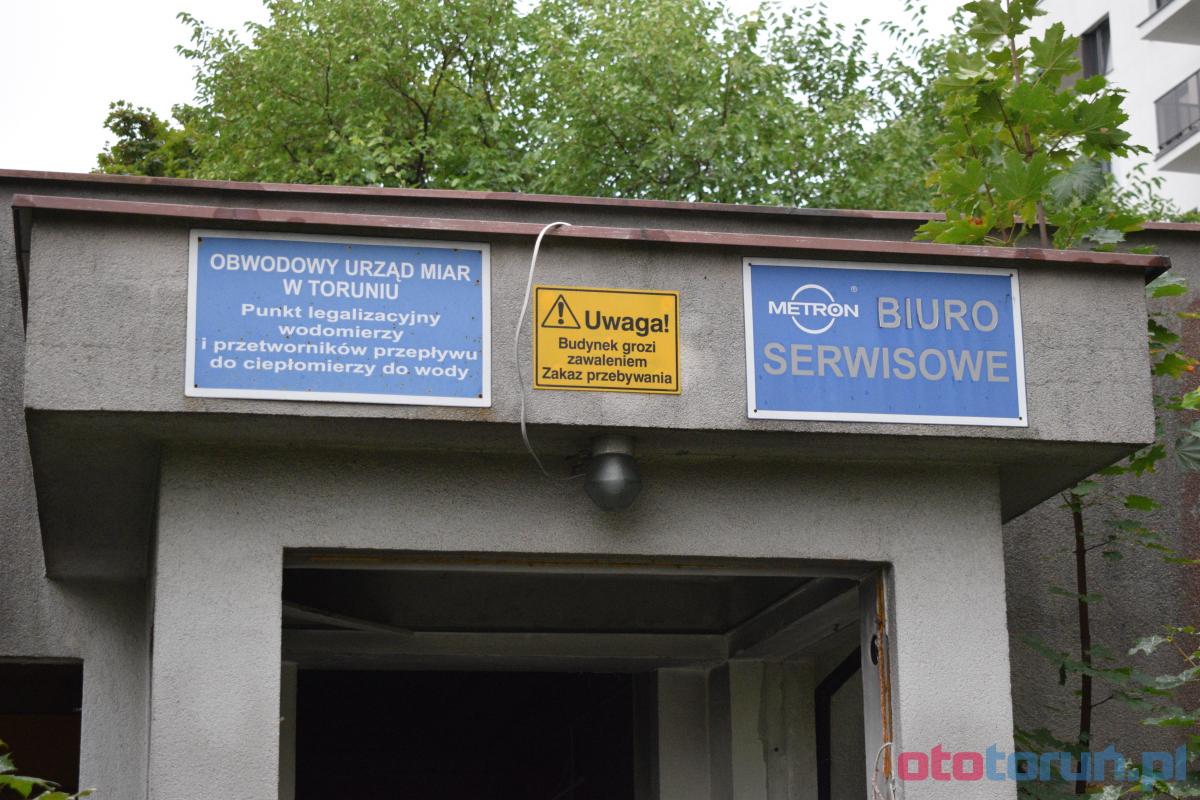 OBWODOWY URZĄD MIAR
W TORUNIU
Punkt legalizacyjny
wodomierzy
i przetworników przepływu
do ciepłomierzy do wody
Uwaga!
Budynek grozi
zawaleniem
Zakaz przebywania
METRON ® BIURO
SERWISOWE
ototoruń.pl